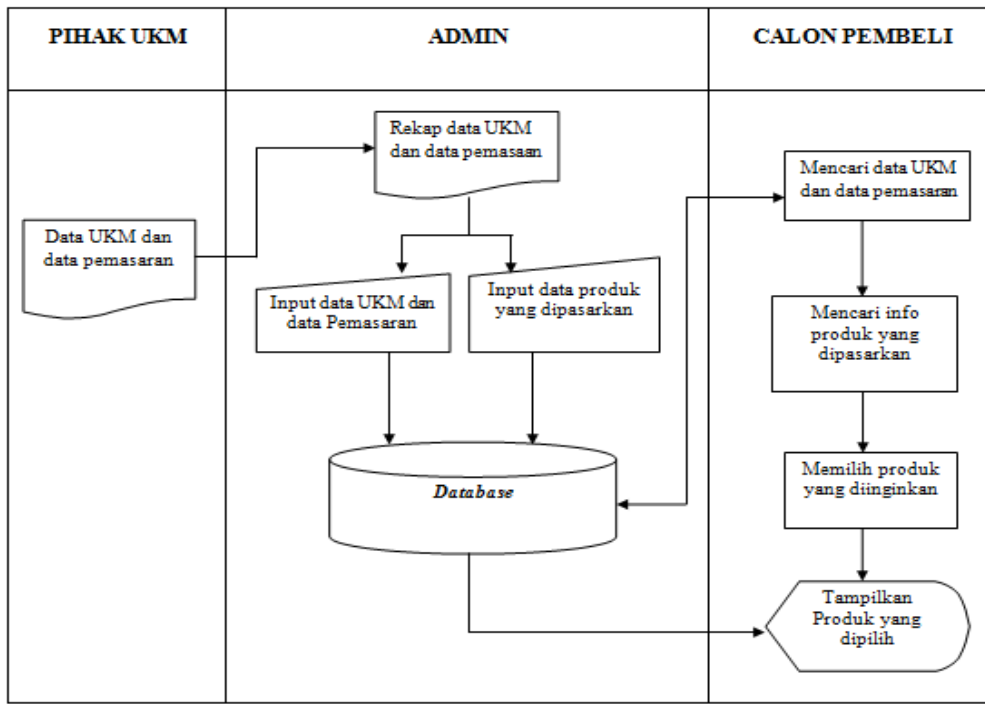 PIHAK UKM
ADMIN
CALON PEMBELI
Data UKM dan
data pemasaran
Rekap data UKM
dan data pemasaan
Input data UKM dan
data Pemasaran
Input data produk
yang dipasarkan
Database
Mencari data UKM
dan data pemasaran
Mencari info
produk yang
dipasarkan
Memilih produk
yang diinginkan
Tampilkan
Produk yang
dipilih